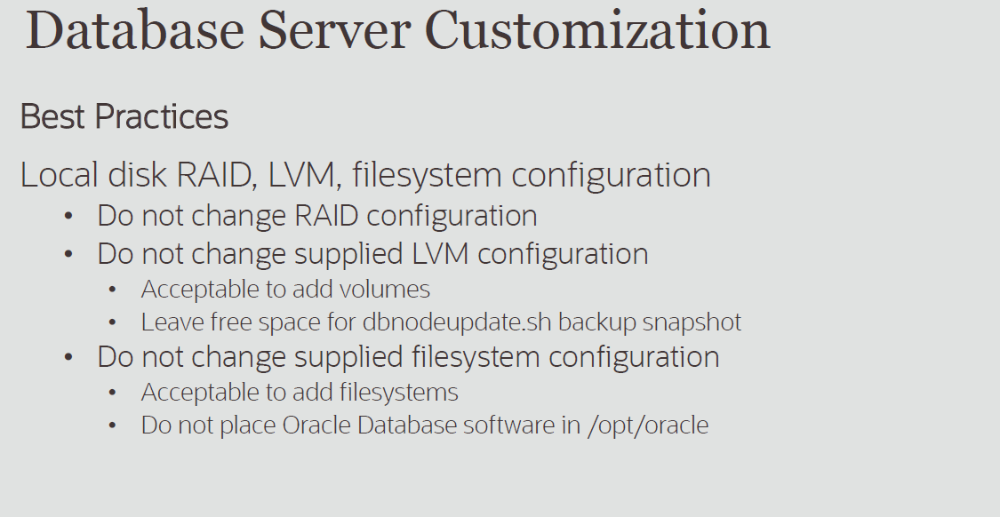 Database Server Customization
Best Practices
Local disk RAID, LVM, filesystem configuration
• Do not change RAID configuration
• Do not change supplied LVM configuration
• Acceptable to add volumes
• Leave free space for dbnodeupdate.sh backup snapshot
• Do not change supplied filesystem configuration
• Acceptable to add filesystems
• Do not place Oracle Database software in /opt/oracle